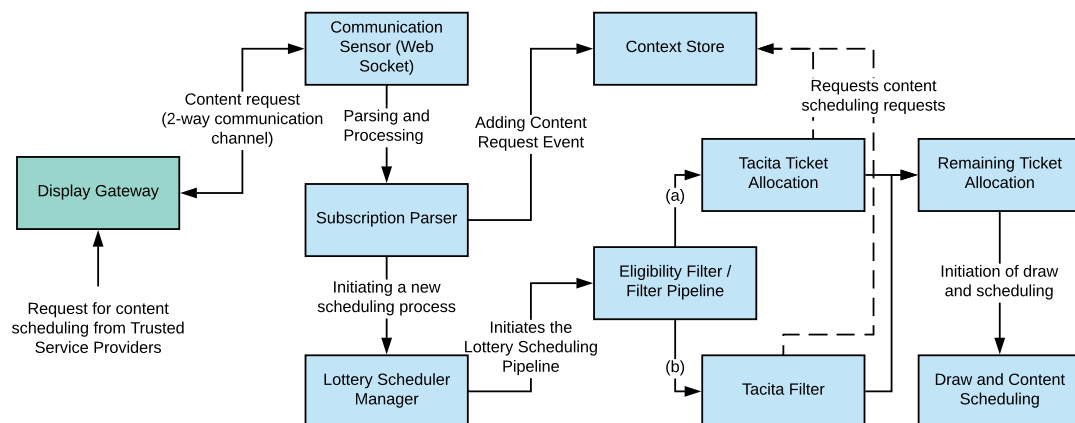 Communication
Sensor (Web
Socket)
Context Store
Content request
(2-way communication
channel)
Requests content
scheduling requests
Parsing and
Processing
Adding Content
Request Event
Display Gateway
Tacita Ticket
Allocation
Remaining Ticket
Allocation
Subscription Parser
(a)
Request for content
scheduling from Trusted
Service Providers
Initiating a new
scheduling process
Eligibility Filter /
Filter Pipeline
Initiation of draw
and scheduling
Initiates the
Lottery Scheduling
Pipeline
(b)
Lottery Scheduler
Manager
Tacita Filter
Draw and Content
Scheduling